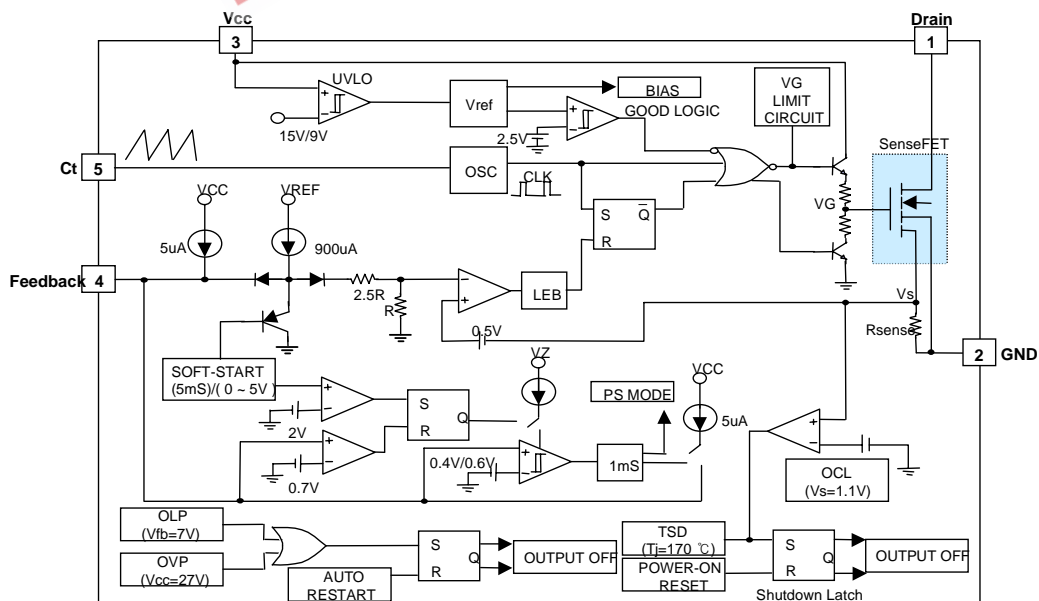 Vcc
3
Drain
1
UVLO
+
−
15V/9V
Vref
BIAS
+
−
GOOD LOGIC
2.5V
VG
LIMIT
CIRCUIT
SenseFET
Ct
5
OSC
CLK
S
Q
R
VG
VCC
VREF
5uA
900uA
Feedback
4
2.5R
R
−
+
LEB
0.5V
Vs
Rsense
2
GND
SOFT-START
(5mS)/( 0 ~ 5V )
+
−
2V
S
Q
R
+
−
0.7V
VZ
0.4V/0.6V
+
−
1mS
PS MODE
VCC
5uA
+
−
OCL
(Vs=1.1V)
OLP
(Vfb=7V)
OVP
(Vcc=27V)
AUTO
RESTART
S
Q
R
OUTPUT OFF
TSD
(Tj=170 ℃)
POWER-ON
RESET
S
Q
R
OUTPUT OFF
Shutdown Latch